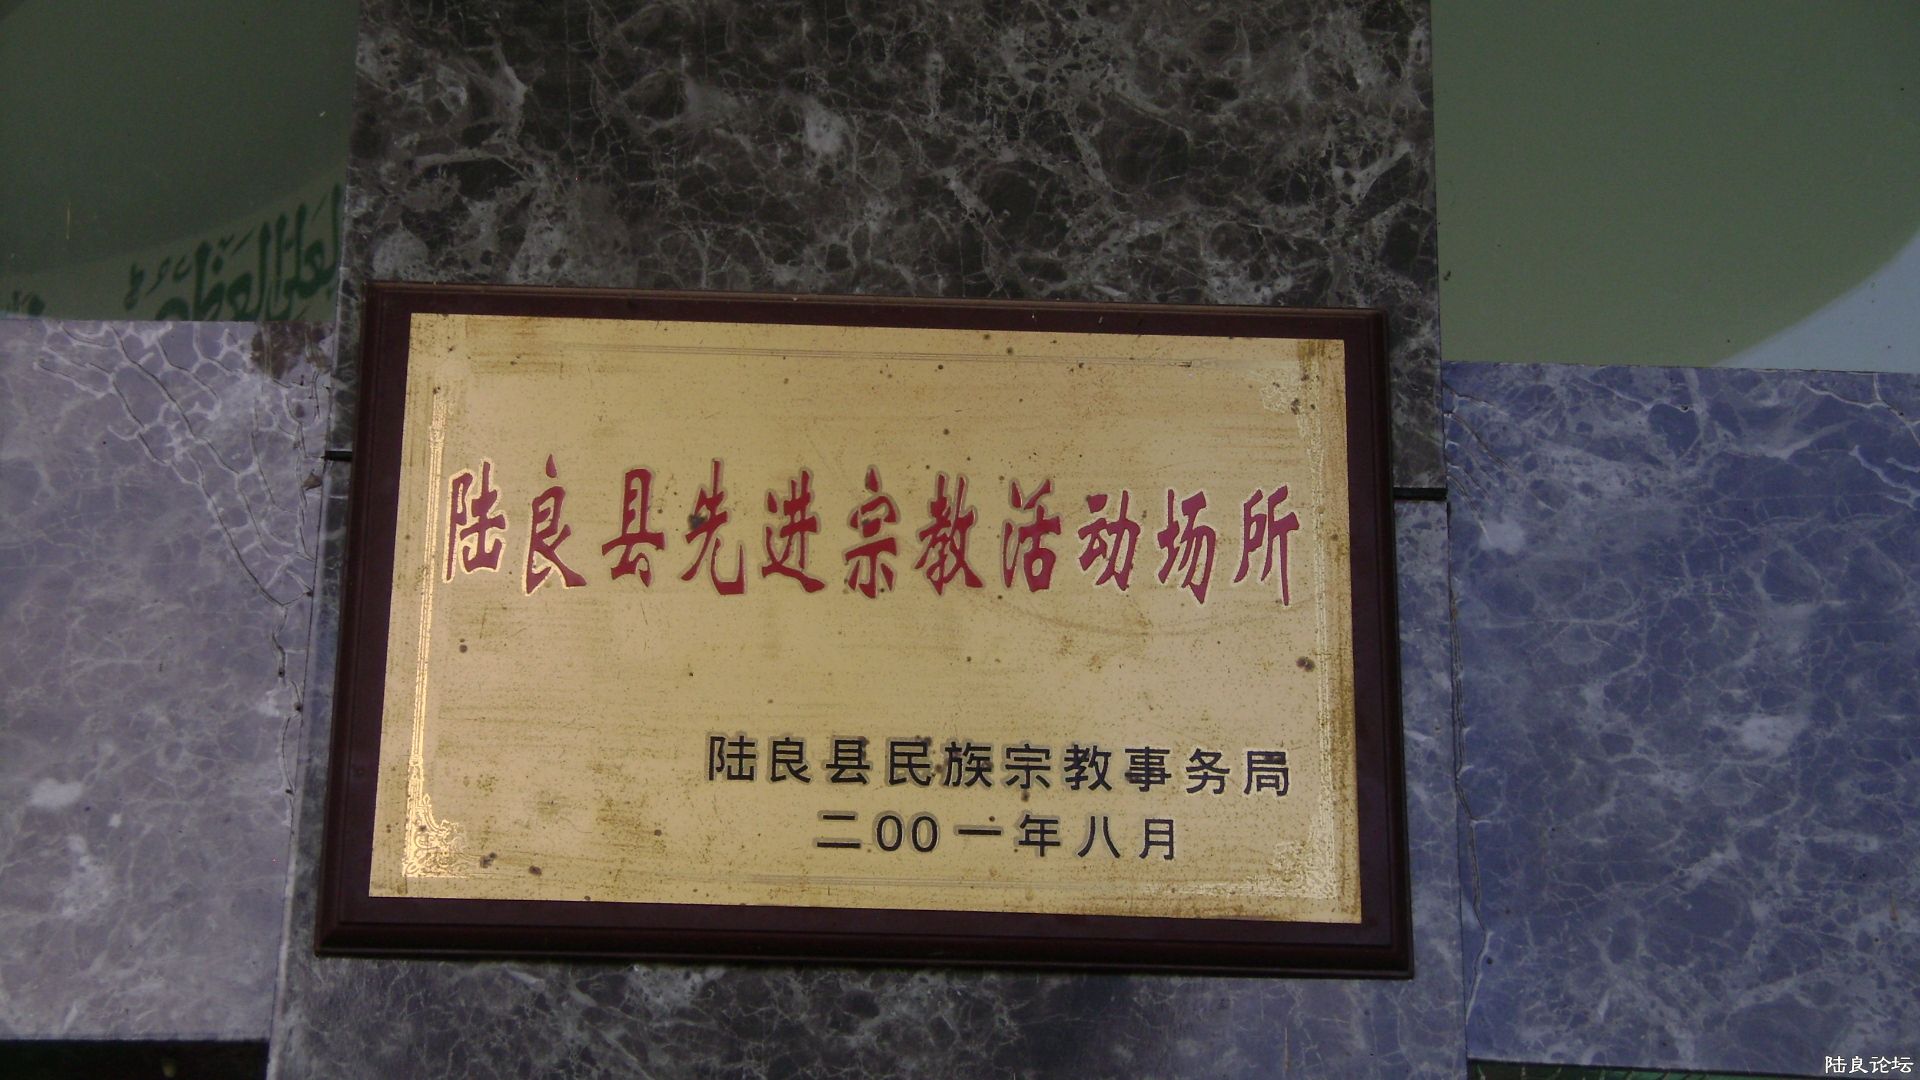 陆良县先进宗教活动场所
陆良县民族宗教事务局
二00一年八月
陆良论坛